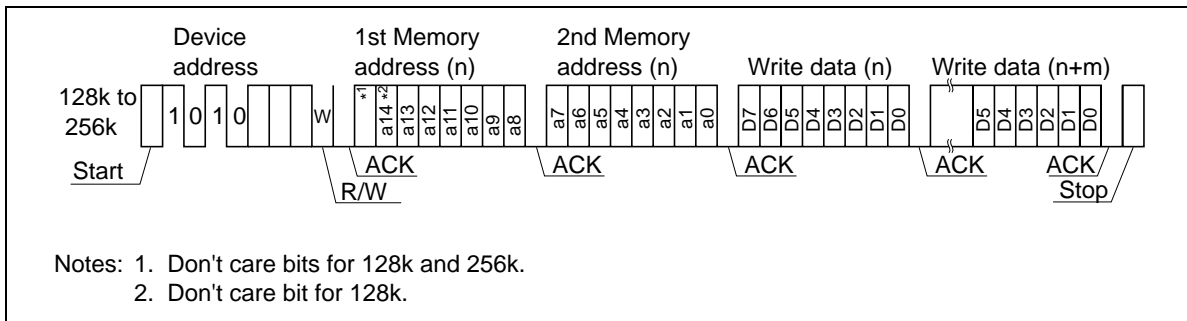 Device address
1st Memory address (n)
2nd Memory address (n)
Write data (n)
Write data (n+m)
128k to 256k
1 0 1 0
W
*1
a14 *2
a13
a12
a11
a10
a9
a8
a7
a6
a5
a4
a3
a2
a1
a0
D7
D6
D5
D4
D3
D2
D1
D0
D5
D4
D3
D2
D1
D0
Start
R/W
ACK
ACK
ACK
ACK
ACK
Stop
Notes: 1. Don't care bits for 128k and 256k.
2. Don't care bit for 128k.